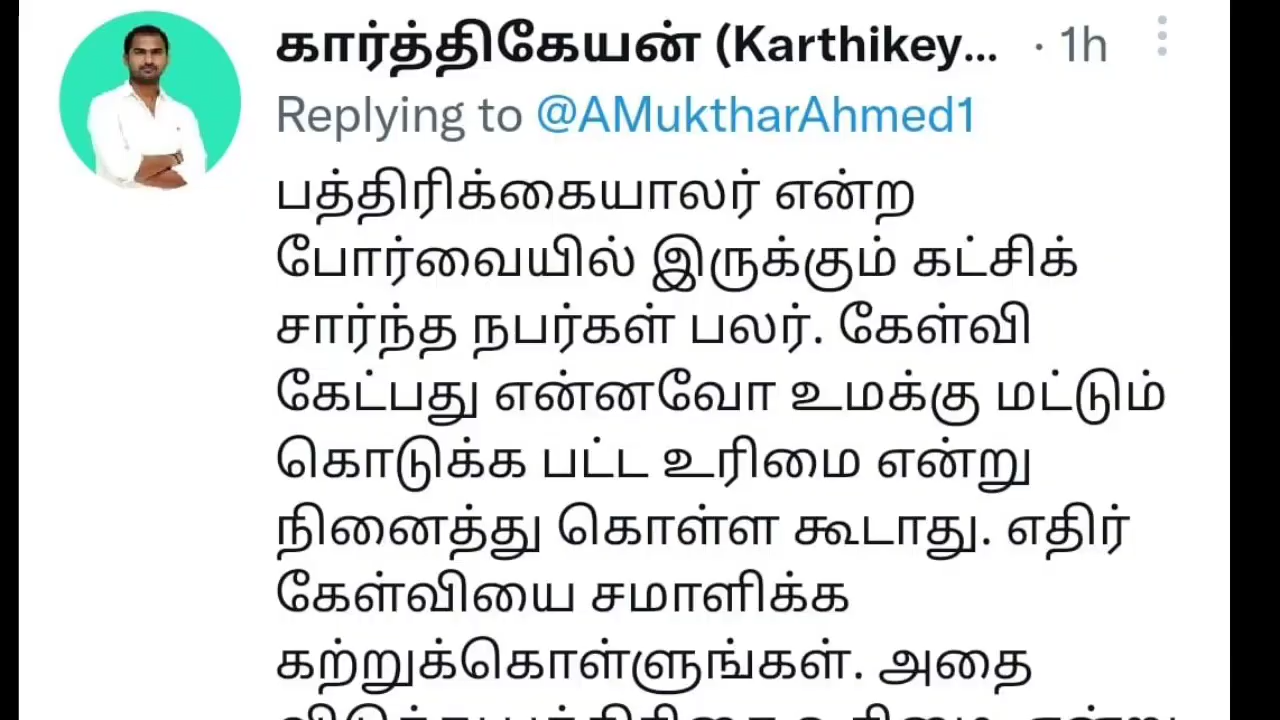 கார்த்திகேயன் (Karthikey... · 1h
Replying to @AMuktharAhmed1
பத்திரிக்கையாலர் என்ற
போர்வையில் இருக்கும் கட்சிக்
சார்ந்த நபர்கள் பலர். கேள்வி
கேட்பது என்னவோ உமக்கு மட்டும்
கொடுக்க பட்ட உரிமை என்று
நினைத்து கொள்ள கூடாது. எதிர்
கேள்வியை சமாளிக்க
கற்றுக்கொள்ளுங்கள். அதை